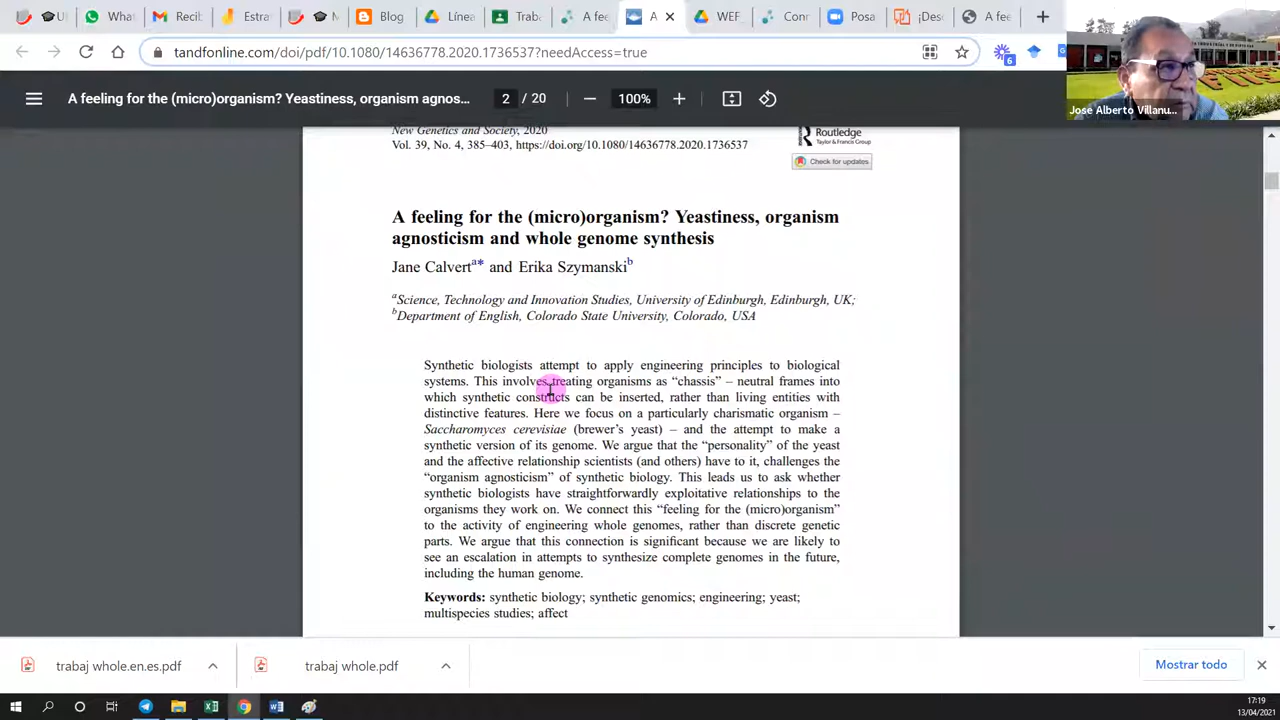 Wha
Recil
Estra
M
Blog
Línea
Traba
A fee
A
WEF
Conr
Posa
¡Desc
A fee
tandfonline.com/doi/pdf/10.1080/14636778.2020.1736537?needAccess=true
6
Jose Alberto Villanu...
A feeling for the (micro)organism? Yeastiness, organism agnos...
2 / 20
100%
New Genetics and Society, 2020
Vol. 39, No. 4, 385–403, https://doi.org/10.1080/14636778.2020.1736537
Routledge
Taylor & Francis Group
Check for updates
A feeling for the (micro)organism? Yeastiness, organism
agnosticism and whole genome synthesis
Jane Calvertᵃ* and Erika Szymanskiᵇ
ᵃScience, Technology and Innovation Studies, University of Edinburgh, Edinburgh, UK;
ᵇDepartment of English, Colorado State University, Colorado, USA
Synthetic biologists attempt to apply engineering principles to biological
systems. This involves treating organisms as “chassis” – neutral frames into
which synthetic constructs can be inserted, rather than living entities with
distinctive features. Here we focus on a particularly charismatic organism –
Saccharomyces cerevisiae (brewer’s yeast) – and the attempt to make a
synthetic version of its genome. We argue that the “personality” of the yeast
and the affective relationship scientists (and others) have to it, challenges the
“organism agnosticism” of synthetic biology. This leads us to ask whether
synthetic biologists have straightforwardly exploitative relationships to the
organisms they work on. We connect this “feeling for the (micro)organism”
to the activity of engineering whole genomes, rather than discrete genetic
parts. We argue that this connection is significant because we are likely to
see an escalation in attempts to synthesize complete genomes in the future,
including the human genome.
Keywords: synthetic biology; synthetic genomics; engineering; yeast;
multispecies studies; affect
trabaj whole.en.es.pdf
trabaj whole.pdf
Mostrar todo
17:19
13/04/2021